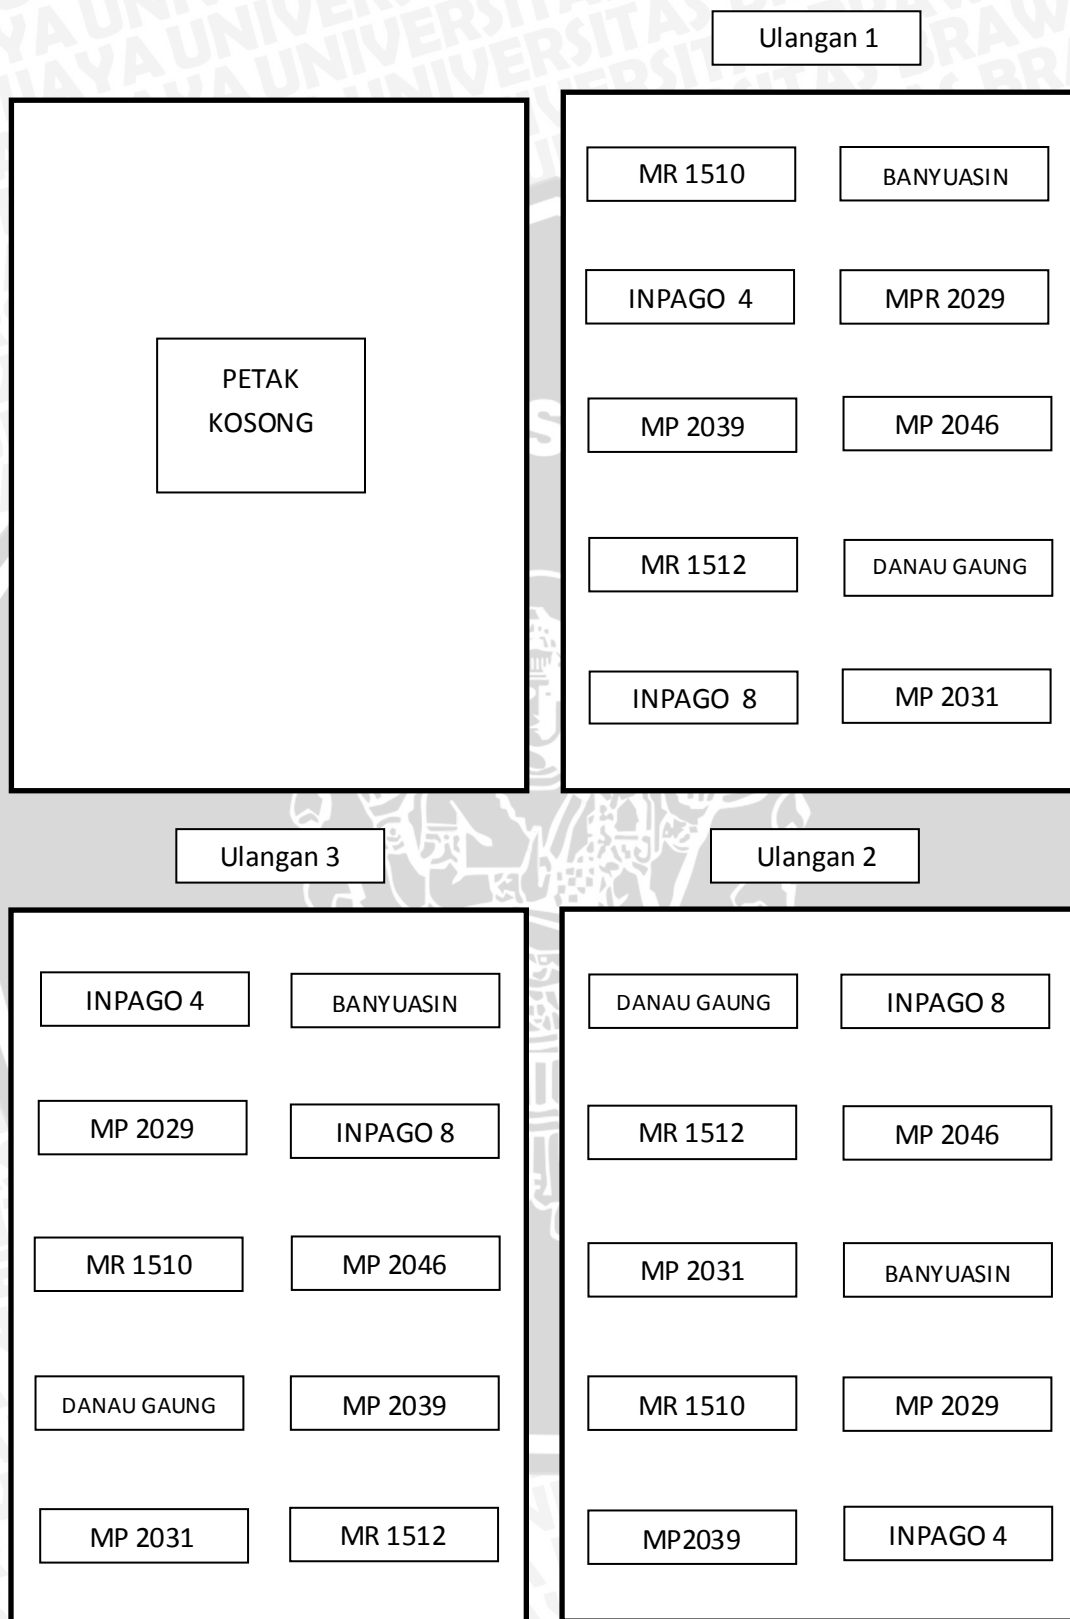 Ulangan 1
PETAK
KOSONG
MR 1510
BANYUASIN
INPAGO  4
MPR 2029
MP 2039
MP 2046
MR 1512
DANAU GAUNG
INPAGO  8
MP 2031
Ulangan 3
Ulangan 2
INPAGO 4
BANYUASIN
MP 2029
INPAGO 8
MR 1510
MP 2046
DANAU GAUNG
MP 2039
MP 2031
MR 1512
DANAU GAUNG
INPAGO 8
MR 1512
MP 2046
MP 2031
BANYUASIN
MR 1510
MP 2029
MP2039
INPAGO 4